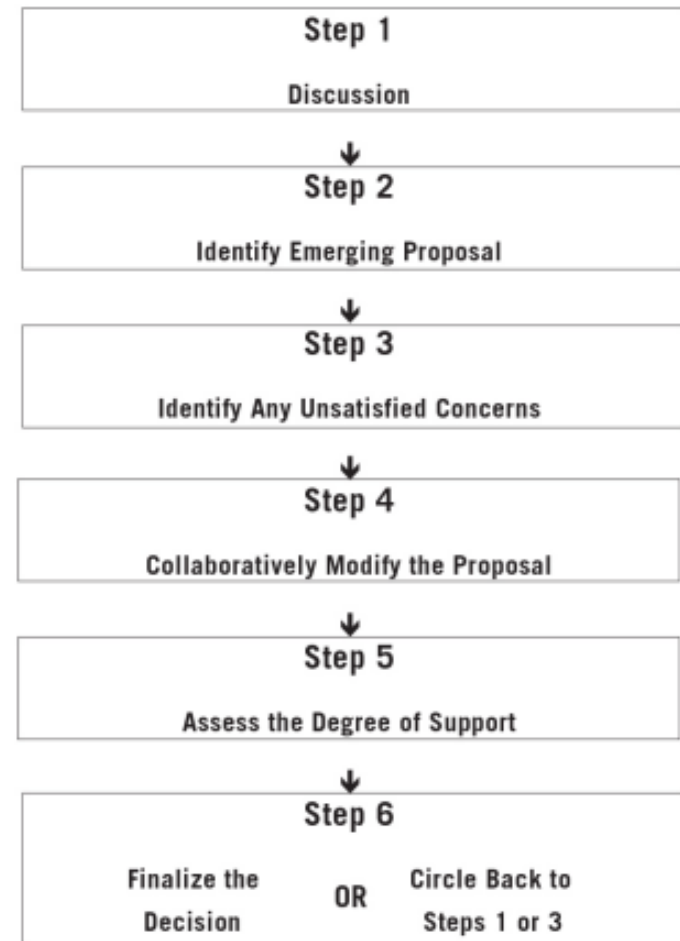 Step 1
Discussion
Step 2
Identify Emerging Proposal
Step 3
Identify Any Unsatisfied Concerns
Step 4
Collaboratively Modify the Proposal
Step 5
Assess the Degree of Support
Step 6
Finalize the
Decision
OR
Circle Back to
Steps 1 or 3